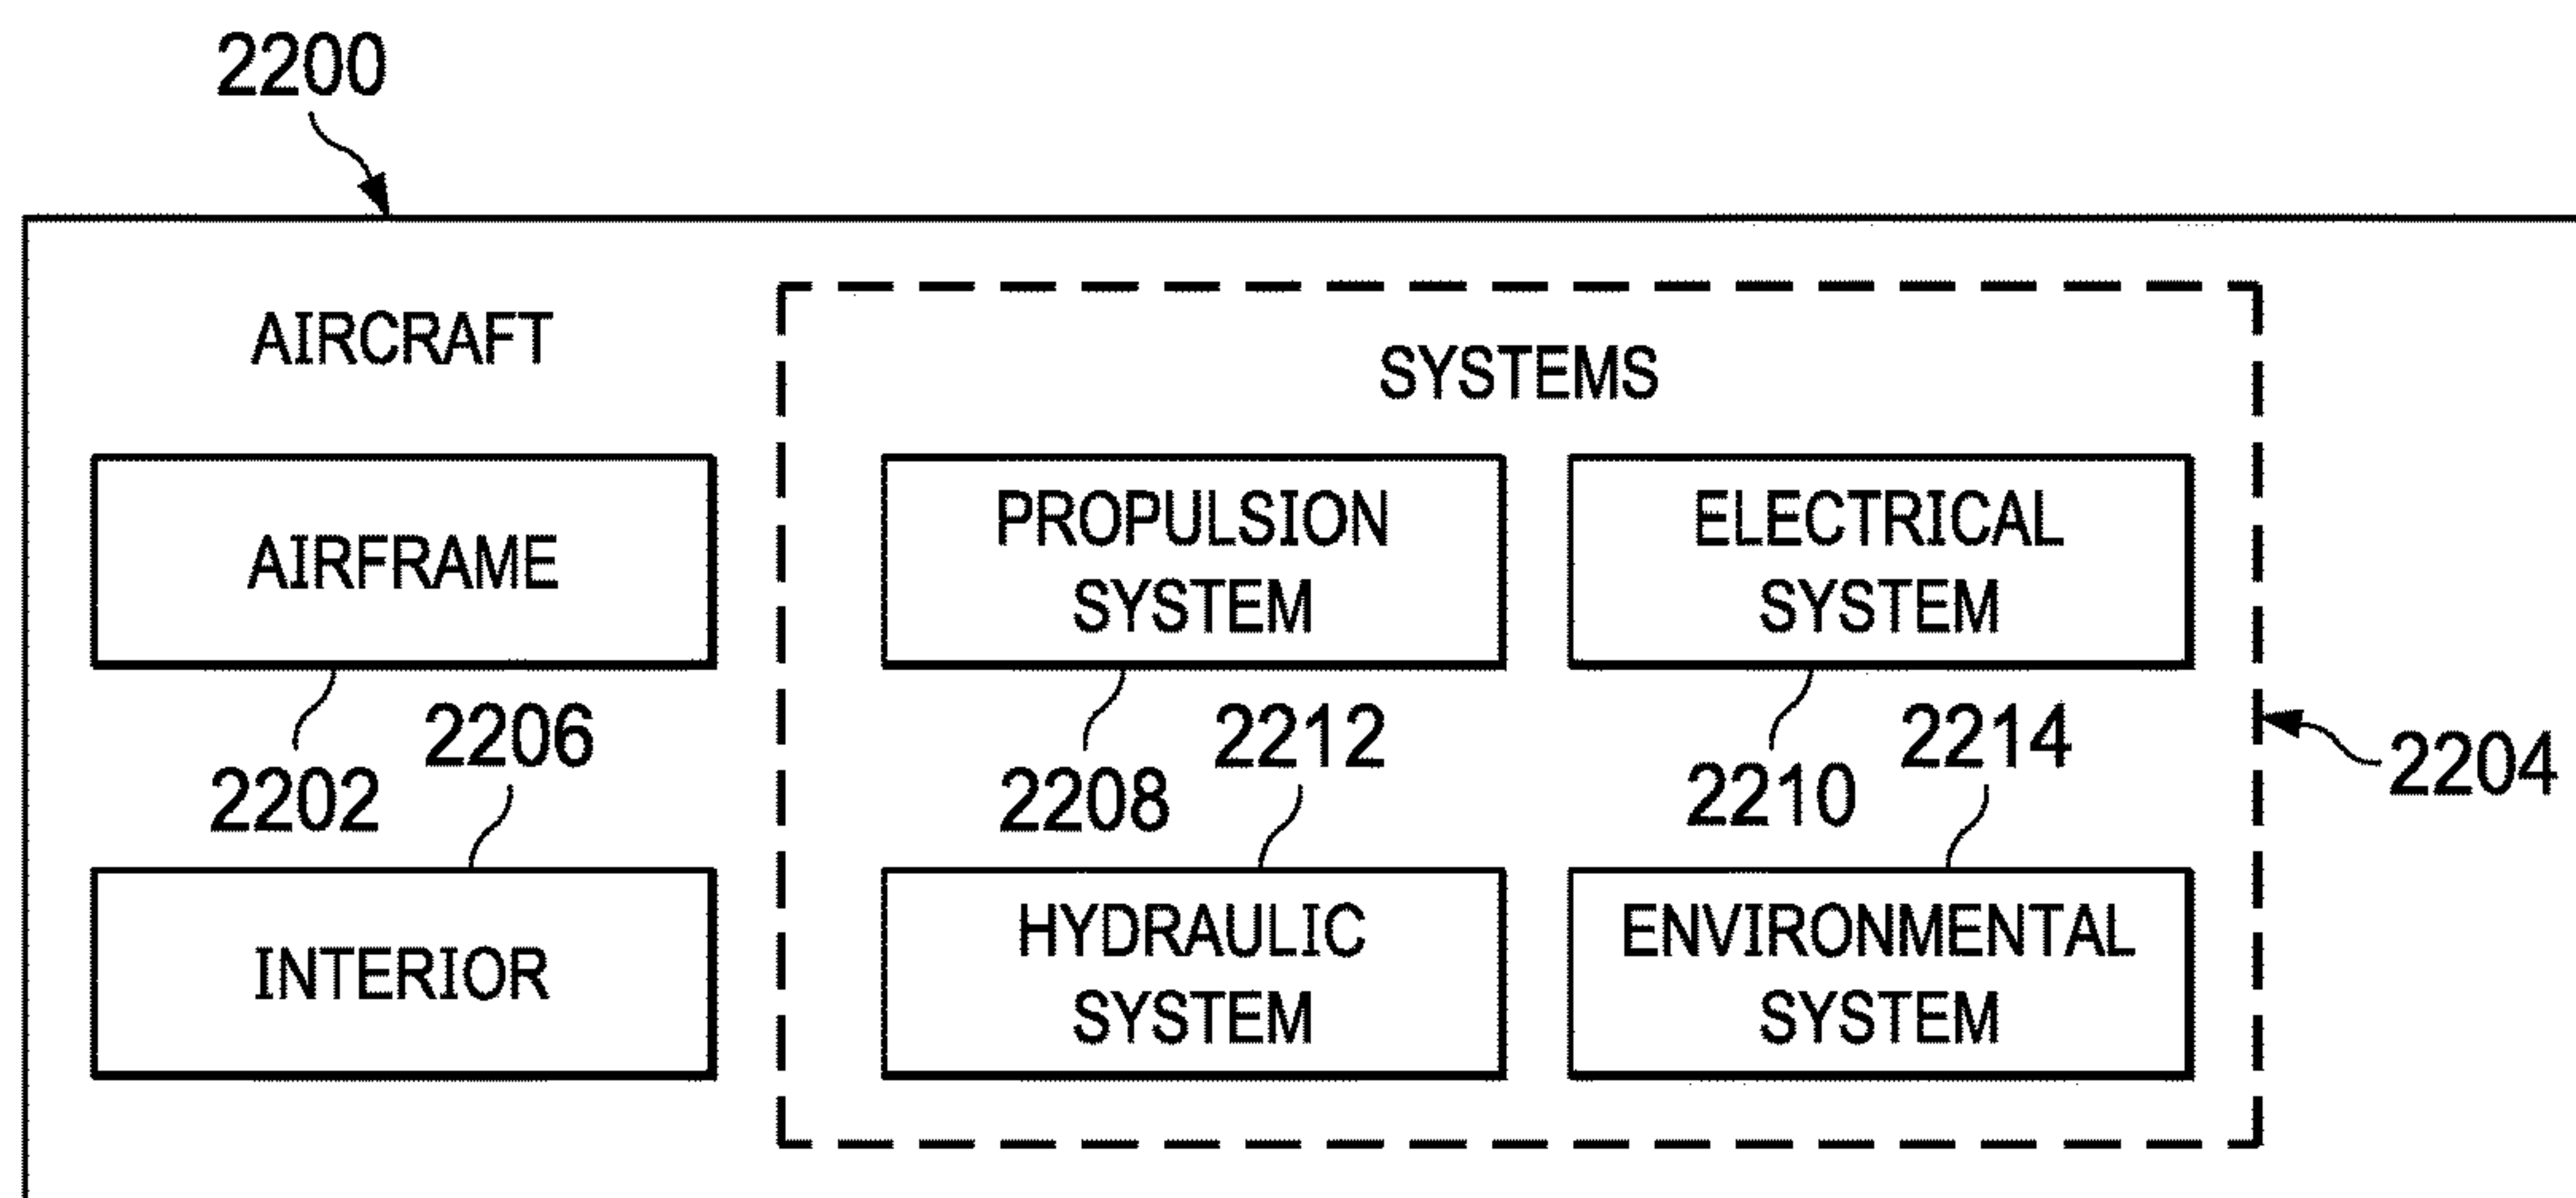 2200
AIRCRAFT
SYSTEMS
AIRFRAME
PROPULSION
SYSTEM
ELECTRICAL
SYSTEM
2202
2206
2208
2212
2210
2214
2204
INTERIOR
HYDRAULIC
SYSTEM
ENVIRONMENTAL
SYSTEM